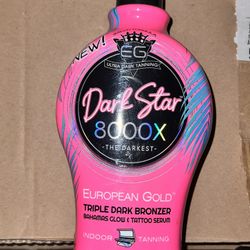 NEW!
EG
ULTRA DARK TANNING
Dark Star
8000X
-THE DARKEST-
EUROPEAN GOLD™
TRIPLE DARK BRONZER
BAHAMAS GLOW & TATTOO SERUM
INDOOR TANNING